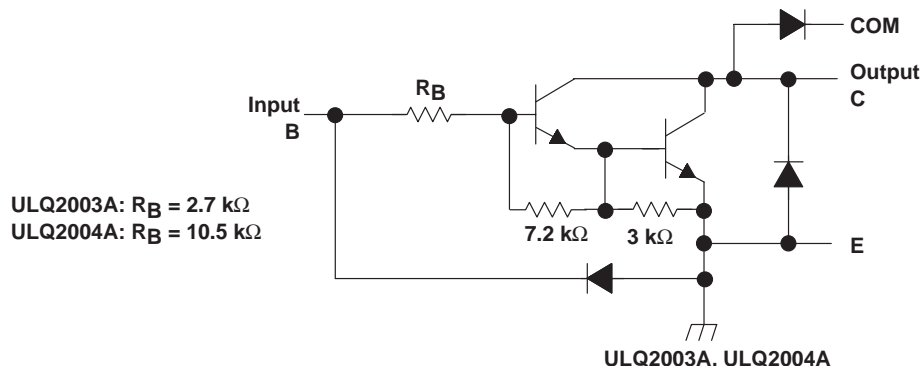 COM
Output
C
RB
Input
B
ULQ2003A: RB = 2.7 kΩ
ULQ2004A: RB = 10.5 kΩ
7.2 kΩ
3 kΩ
E
ULQ2003A, ULQ2004A